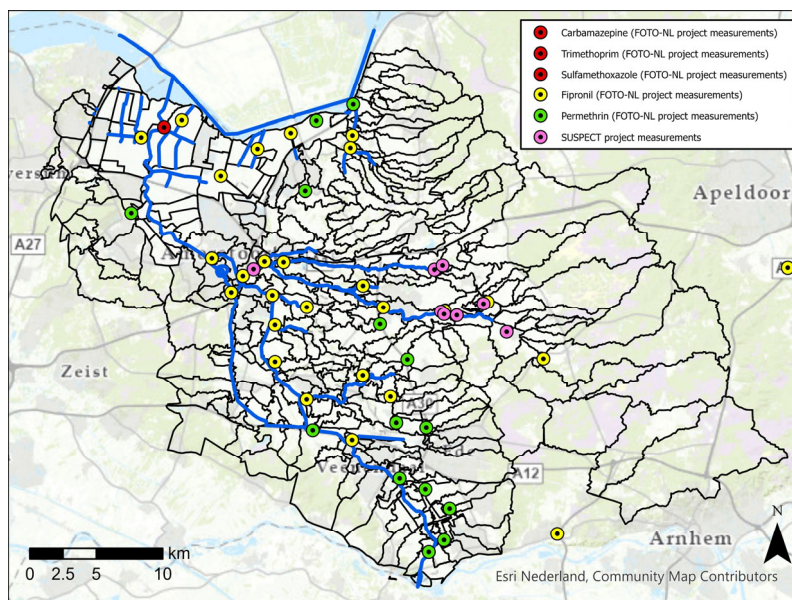 Carbamazepine (FOTO-NL project measurements)
Trimethoprim (FOTO-NL project measurements)
Sulfamethoxazole (FOTO-NL project measurements)
Fipronil (FOTO-NL project measurements)
Permethrin (FOTO-NL project measurements)
SUSPECT project measurements
Apeldoor
A27
Zeist
A30
A12
N
Arnhem
km
0 2.5 5 10
Esri Nederland, Community Map Contributors